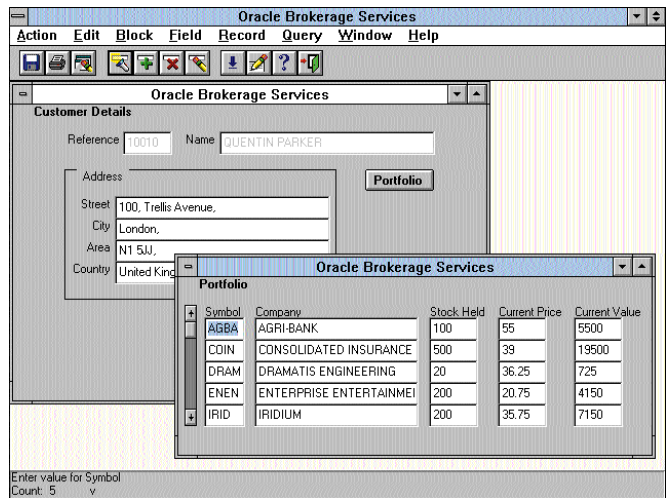 Oracle Brokerage Services
Action Edit Block Field Record Query Window Help
Oracle Brokerage Services
Customer Details
Reference 10010 Name QUENTIN PARKER
Address
Portfolio
Street 100, Trellis Avenue,
City London,
Area N1 5JJ,
Country United King
Oracle Brokerage Services
Portfolio
Symbol Company Stock Held Current Price Current Value
AGBA AGRI-BANK 100 55 5500
COIN CONSOLIDATED INSURANCE 500 39 19500
DRAM DRAMATIS ENGINEERING 20 36.25 725
ENEN ENTERPRISE ENTERTAINMEI 200 20.75 4150
IRID IRIDIUM 200 35.75 7150
Enter value for Symbol
Count: 5 v